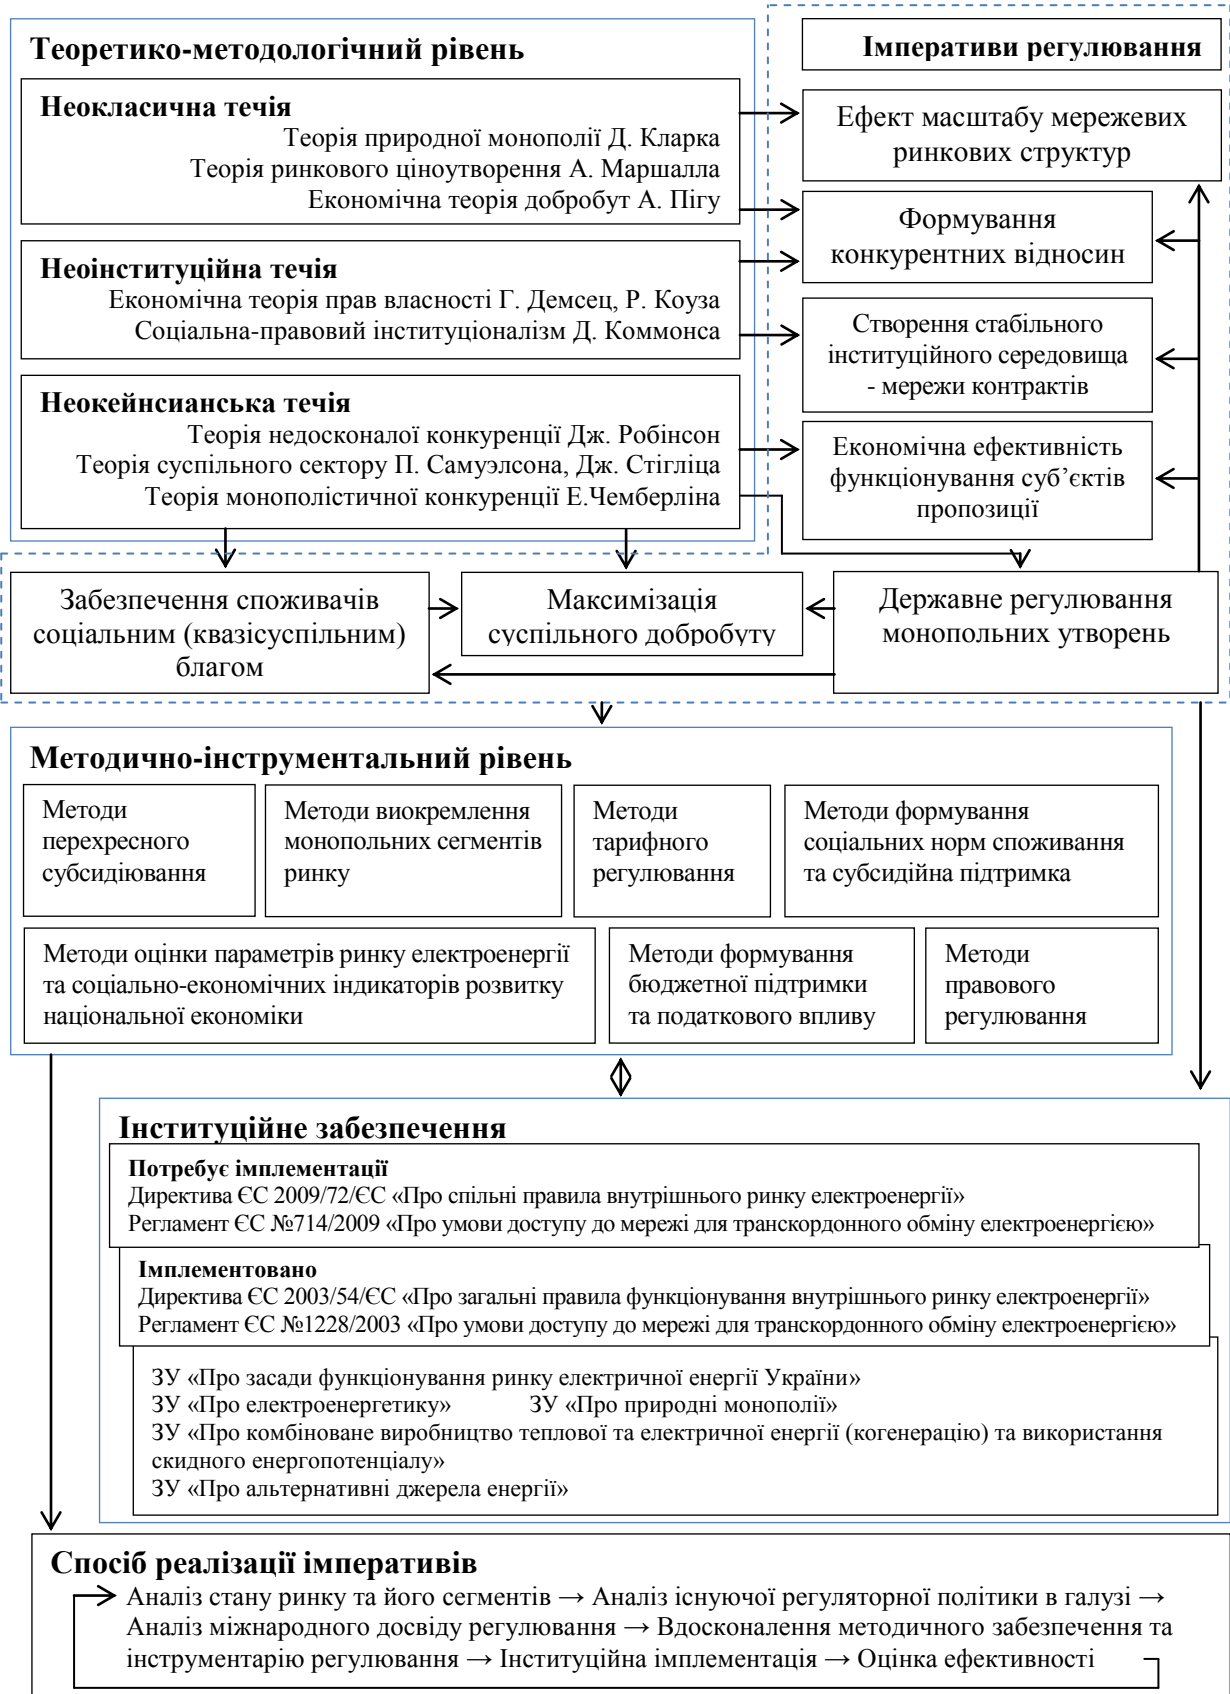 Теоретико-методологічний рівень
Імперативи регулювання
Неокласична течія
Теорія природної монополії Д. Кларка
Теорія ринкового ціноутворення А. Маршалла
Економічна теорія добробут А. Пігу
Ефект масштабу мережевих
ринкових структур
Формування
конкурентних відносин
Неоінституційна течія
Економічна теорія прав власності Г. Демсец, Р. Коуза
Соціальна-правовий інституціоналізм Д. Коммонса
Створення стабільного
інституційного середовища
- мережи контрактів
Неокейнсианська течія
Теорія недосконалої конкуренції Дж. Робінсон
Теорія суспільного сектору П. Самуэлсона, Дж. Стігліца
Теорія монополістичної конкуренції Е.Чемберліна
Економічна ефективність
функціонування суб’єктів
пропозиції
Забезпечення споживачів
соціальним (квазісуспільним)
благом
Максимізація
суспільного добробуту
Державне регулювання
монопольних утворень
Методично-інструментальний рівень
Методи
перехресного
субсидіювання
Методи виокремлення
монопольних сегментів
ринку
Методи
тарифного
регулювання
Методи формування
соціальних норм споживання
та субсидійна підтримка
Методи оцінки параметрів ринку електроенергії
та соціально-економічних індикаторів розвитку
національної економіки
Методи формування
бюджетної підтримки
та податкового впливу
Методи
правового
регулювання
Інституційне забезпечення
Потребує імплементації
Директива ЄС 2009/72/ЄС «Про спільні правила внутрішнього ринку електроенергії»
Регламент ЄС №714/2009 «Про умови доступу до мережі для транскордонного обміну електроенергією»
Імплементовано
Директива ЄС 2003/54/ЄС «Про загальні правила функціонування внутрішнього ринку електроенергії»
Регламент ЄС №1228/2003 «Про умови доступу до мережі для транскордонного обміну електроенергією»
ЗУ «Про засади функціонування ринку електричної енергії України»
ЗУ «Про електроенергетику» ЗУ «Про природні монополії»
ЗУ «Про комбіноване виробництво теплової та електричної енергії (когенерацію) та використання
скидного енергопотенціалу»
ЗУ «Про альтернативні джерела енергії»
Спосіб реалізації імперативів
Аналіз стану ринку та його сегментів → Аналіз існуючої регуляторної політики в галузі →
Аналіз міжнародного досвіду регулювання → Вдосконалення методичного забезпечення та
інструментарію регулювання → Інституційна імплементація → Оцінка ефективності